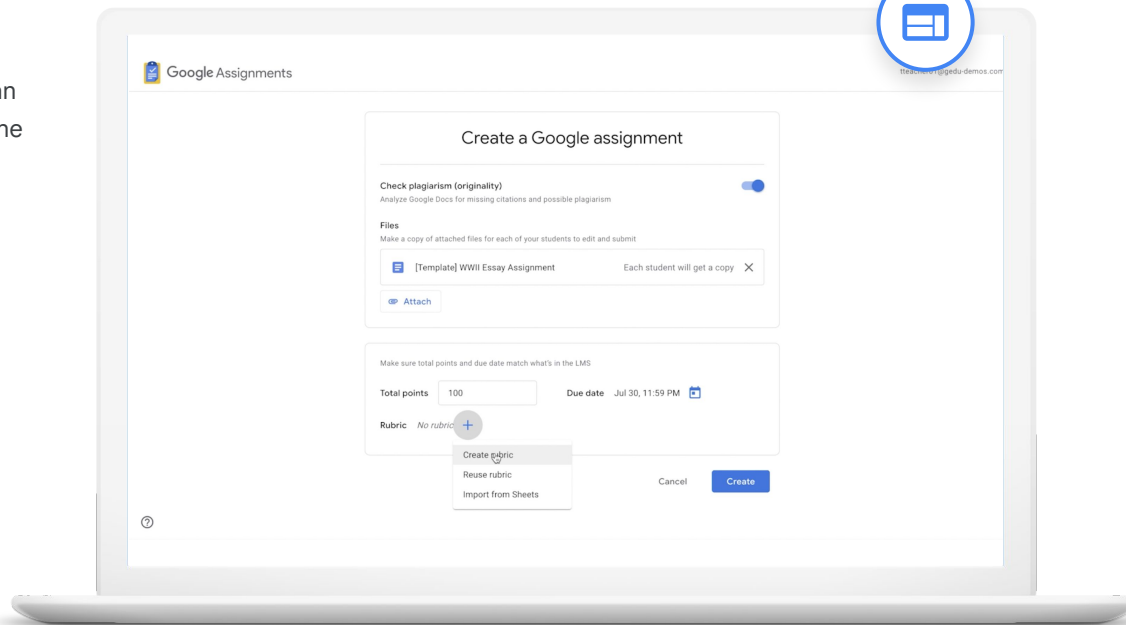 Google Assignments
Create a Google assignment
Check plagiarism (originality)
Analyze Google Docs for missing citations and possible plagiarism
Files
Make a copy of attached files for each of your students to edit and submit
[Template] WWII Essay Assignment Each student will get a copy
Attach
Make sure total points and due date match what's in the LMS
Total points 100 Due date Jul 30, 11:59 PM
Rubric No rubric
Create rubric
Reuse rubric
Import from Sheets
Cancel Create